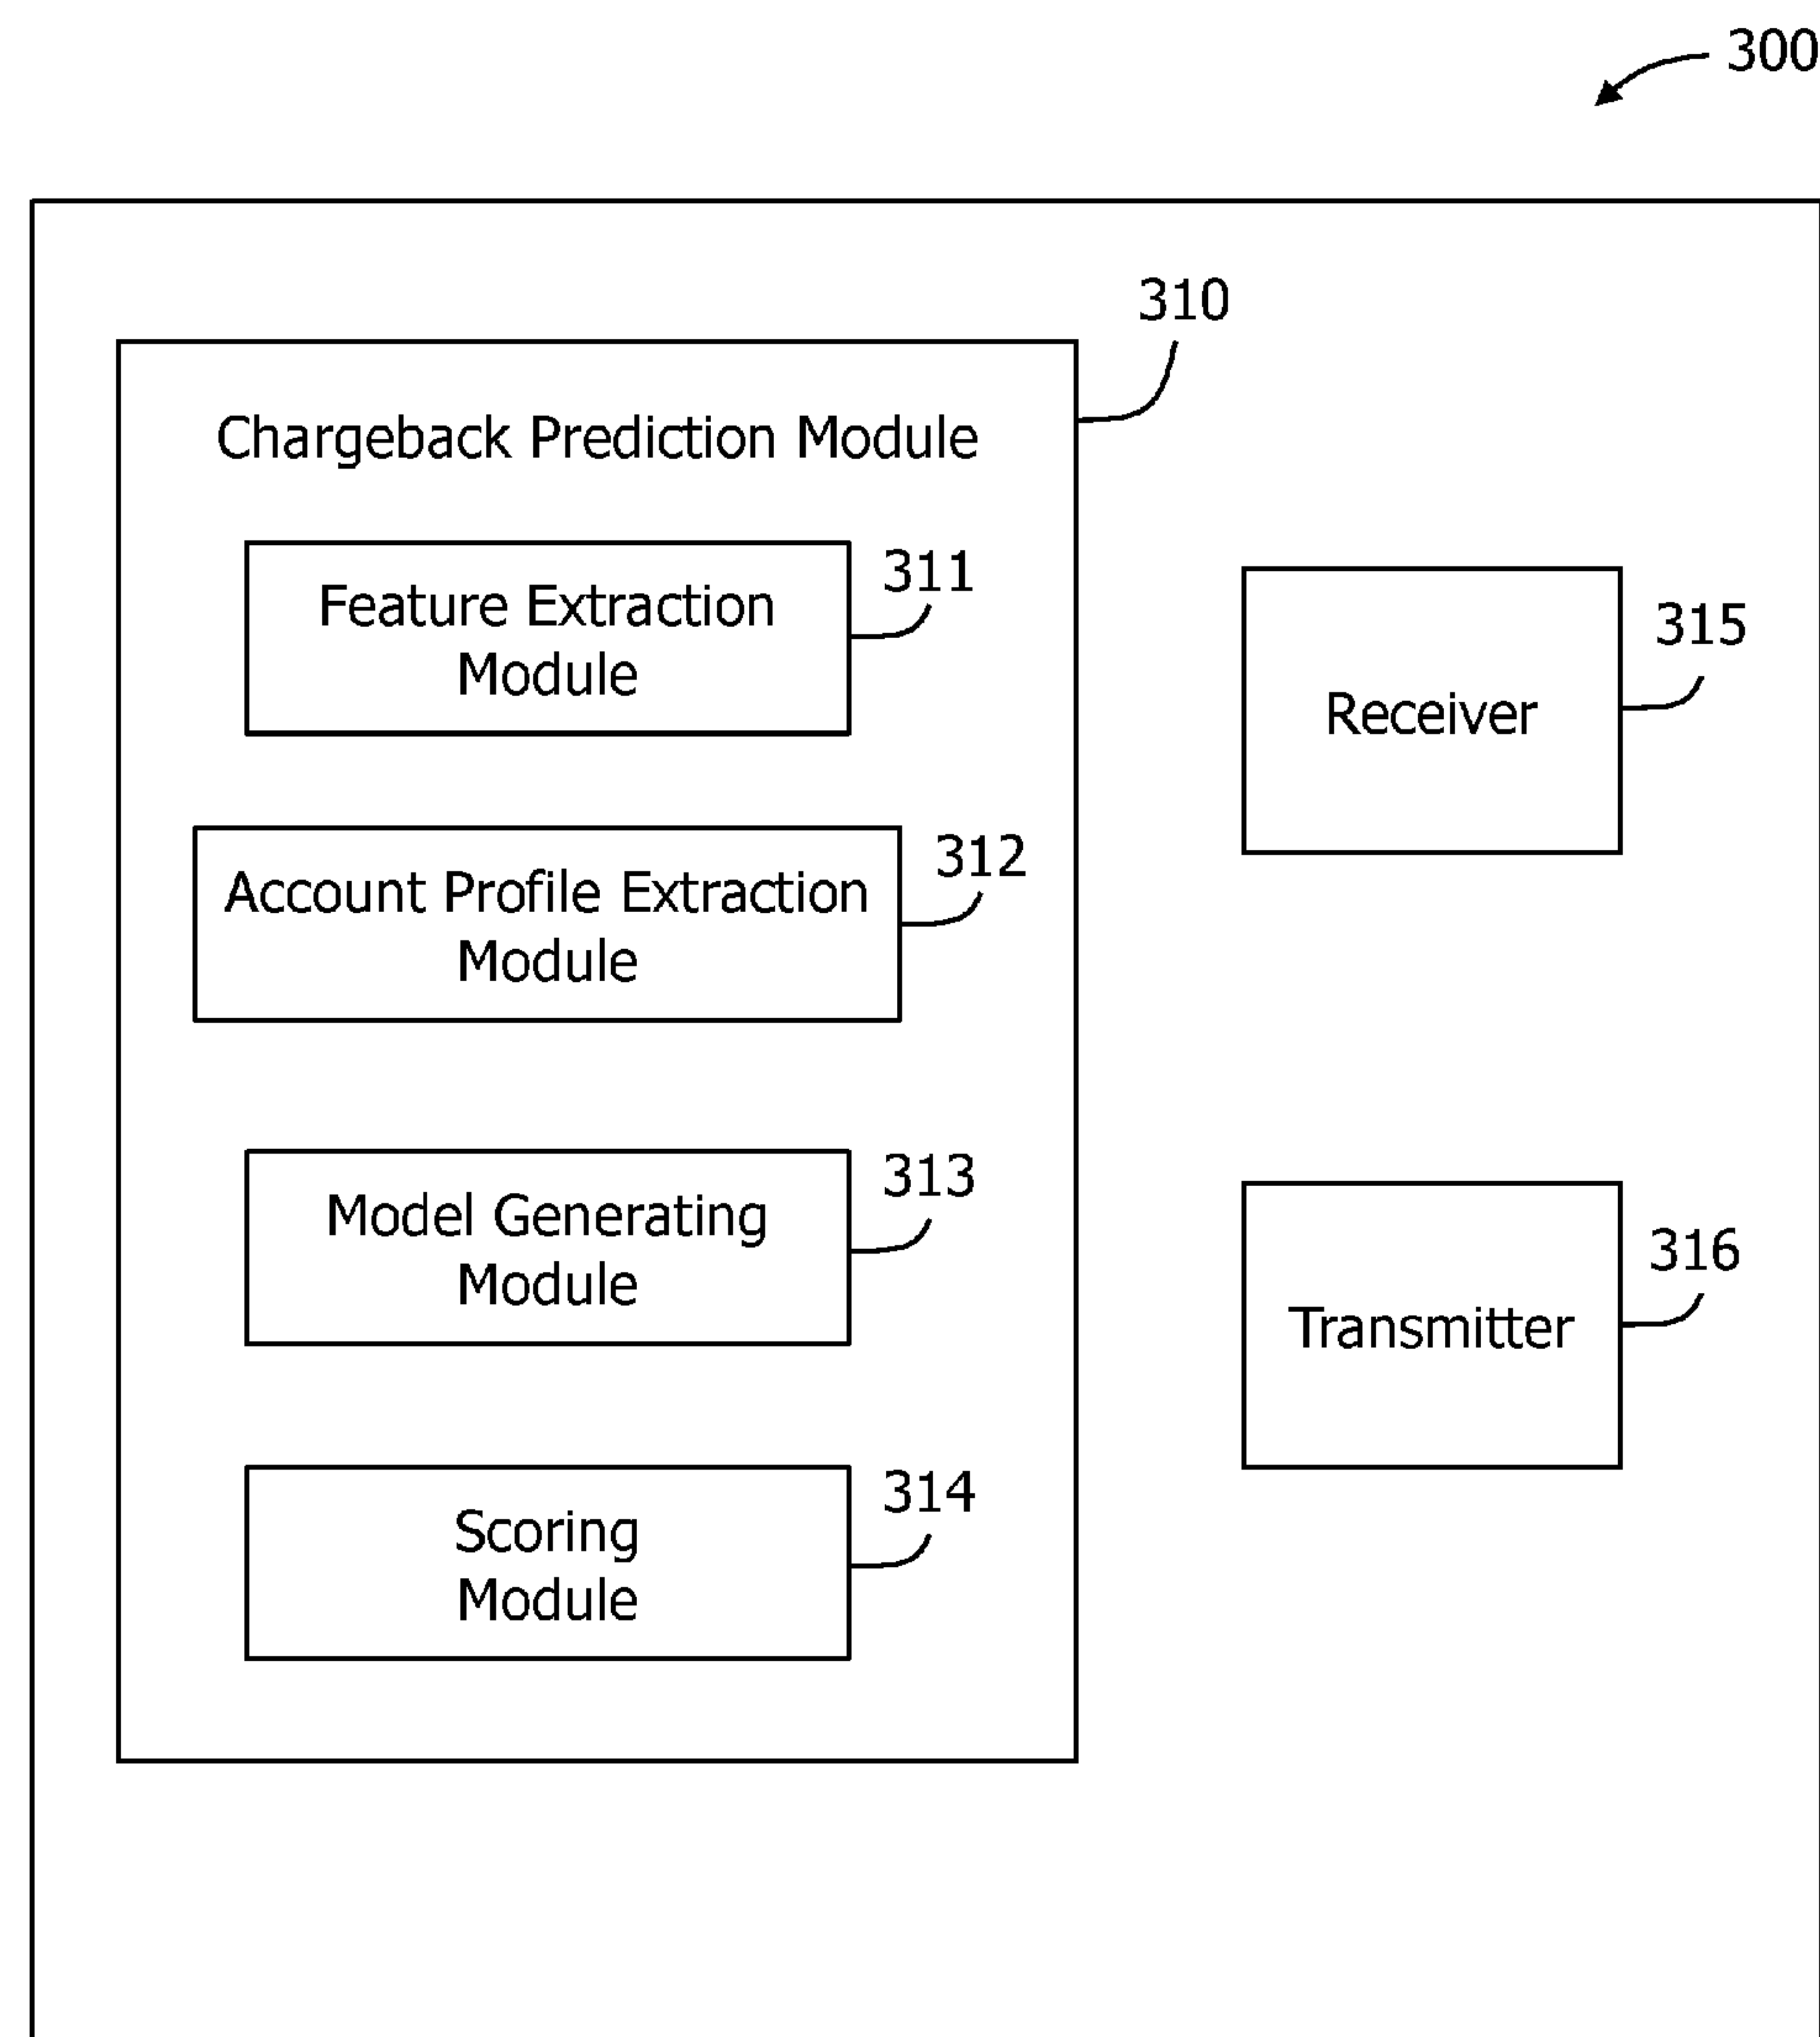 300
310
Chargeback Prediction Module
311
Feature Extraction
Module
315
Receiver
312
Account Profile Extraction
Module
313
Model Generating
Module
316
Transmitter
314
Scoring
Module